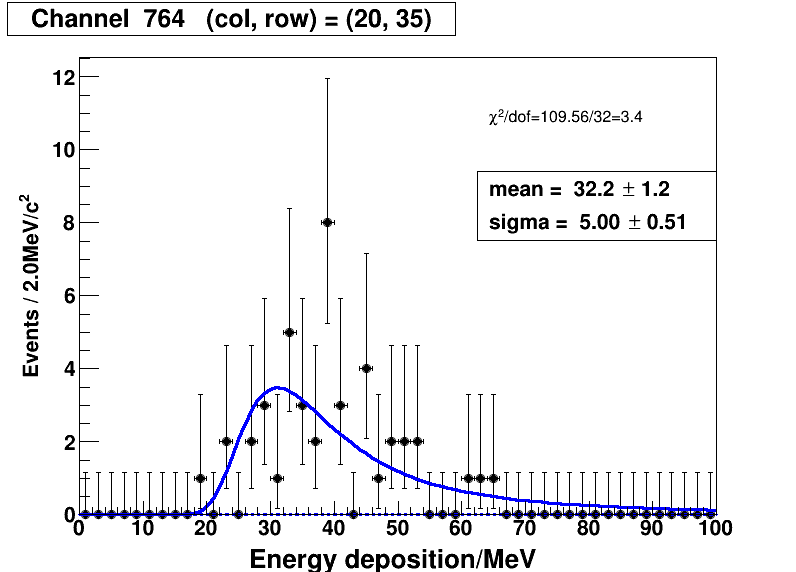 Channel 764 (col, row) = (20, 35)
χ²/dof=109.56/32=3.4
mean = 32.2 ± 1.2
sigma = 5.00 ± 0.51
Events / 2.0MeV/c²
12
10
8
6
4
2
0
0 10 20 30 40 50 60 70 80 90 100
Energy deposition/MeV